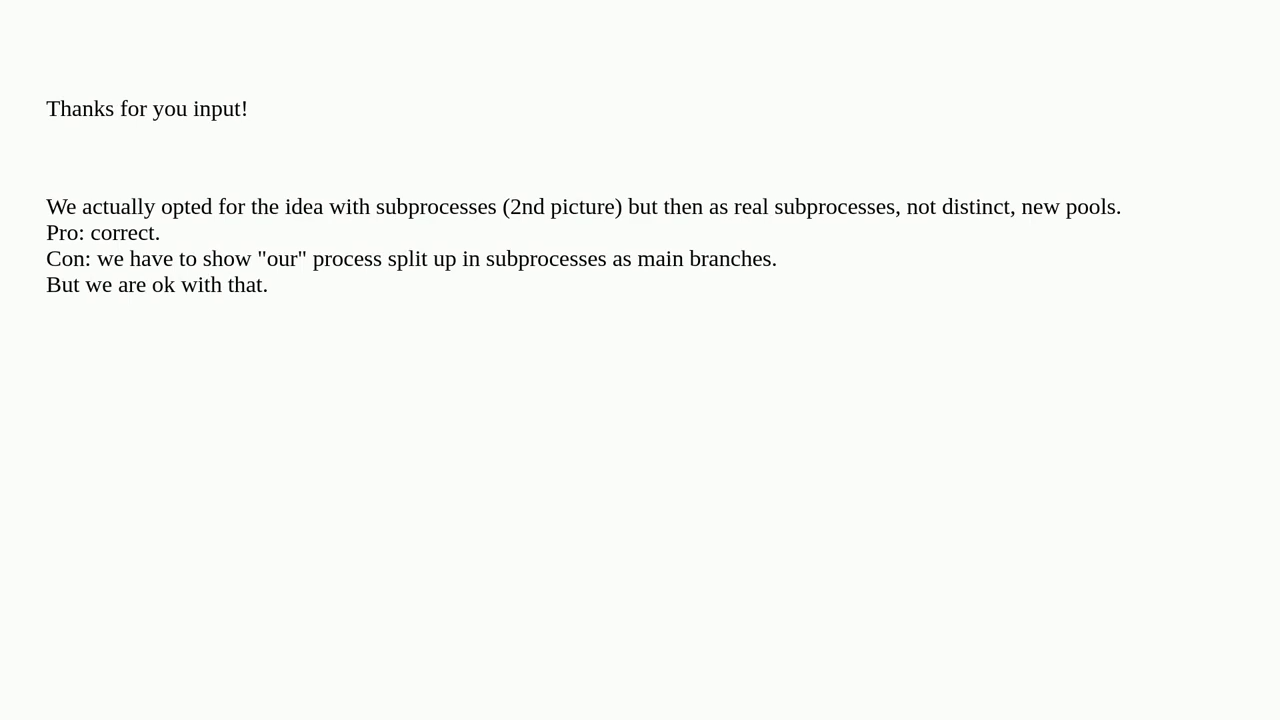 Thanks for you input!
We actually opted for the idea with subprocesses (2nd picture) but then as real subprocesses, not distinct, new pools.
Pro: correct.
Con: we have to show "our" process split up in subprocesses as main branches.
But we are ok with that.